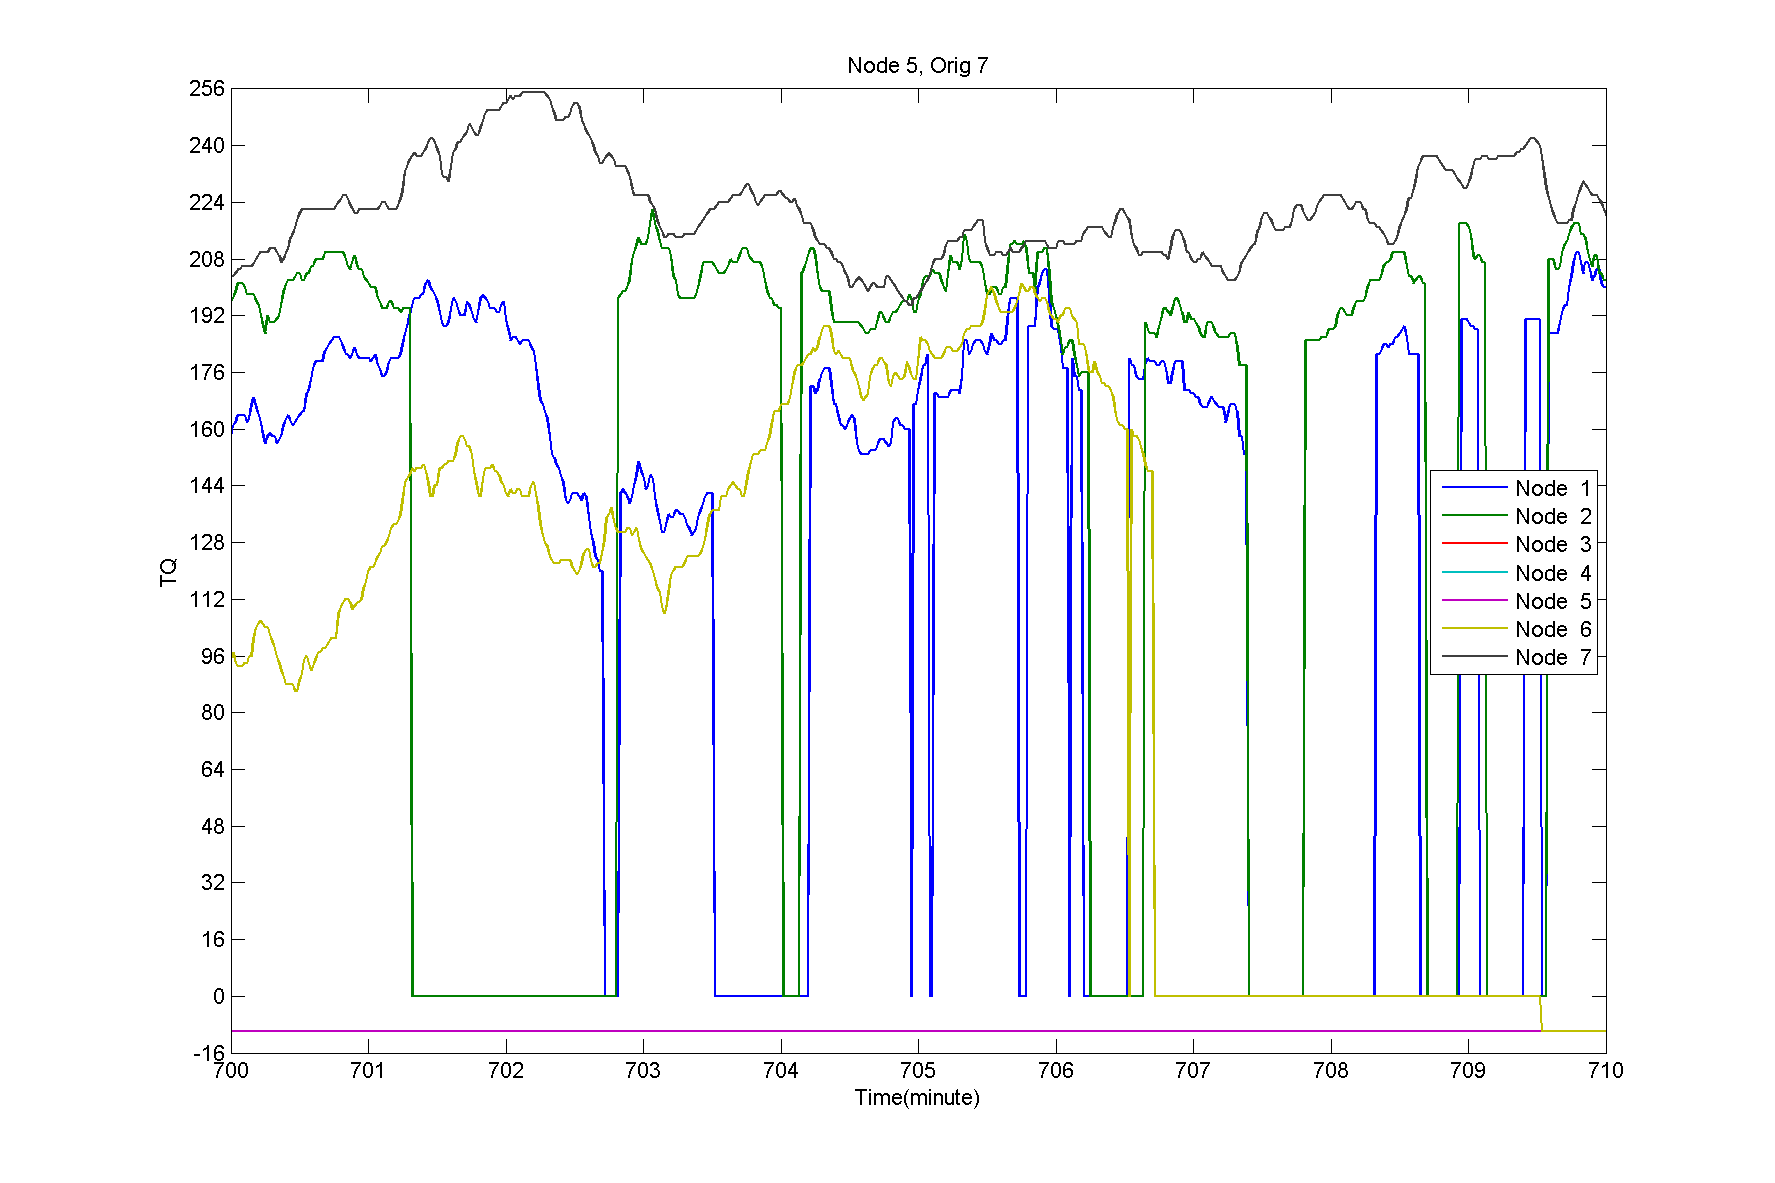 Node 5, Orig 7
256
240
224
208
192
176
160
144
128
112
96
80
64
48
32
16
0
-16
TQ
Node 1
Node 2
Node 3
Node 4
Node 5
Node 6
Node 7
700 701 702 703 704 705 706 707 708 709 710
Time(minute)